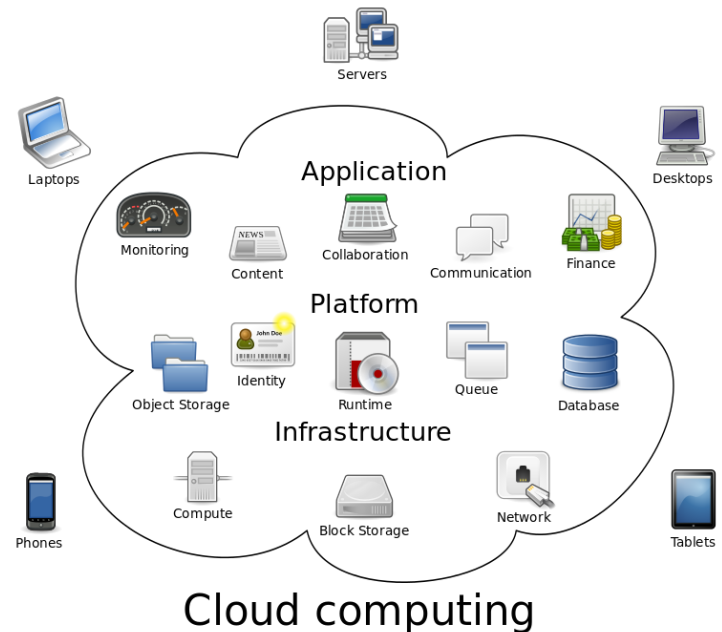 Servers
Laptops
Desktops
Application
Monitoring
NEWS
Content
Collaboration
Communication
Finance
Platform
John Doe
Object Storage
Identity
Runtime
Queue
Database
Infrastructure
Compute
Block Storage
Network
Phones
Tablets
Cloud computing